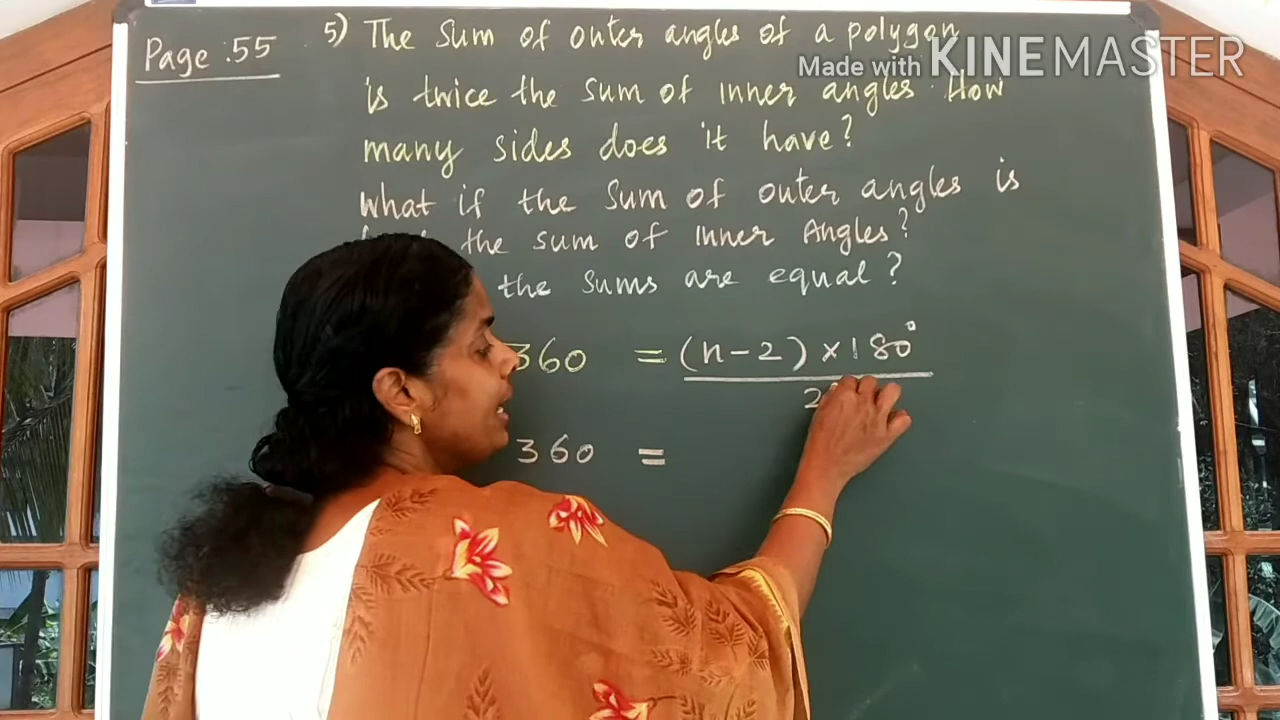 Page :55
5) The Sum of outer angles of a polygon
Made with KINEMASTER
is twice the sum of inner angles. How
many sides does it have?
What if the Sum of outer angles is
the sum of Inner Angles?
the sums are equal?
360 = (n-2) × 180°
2
360 =